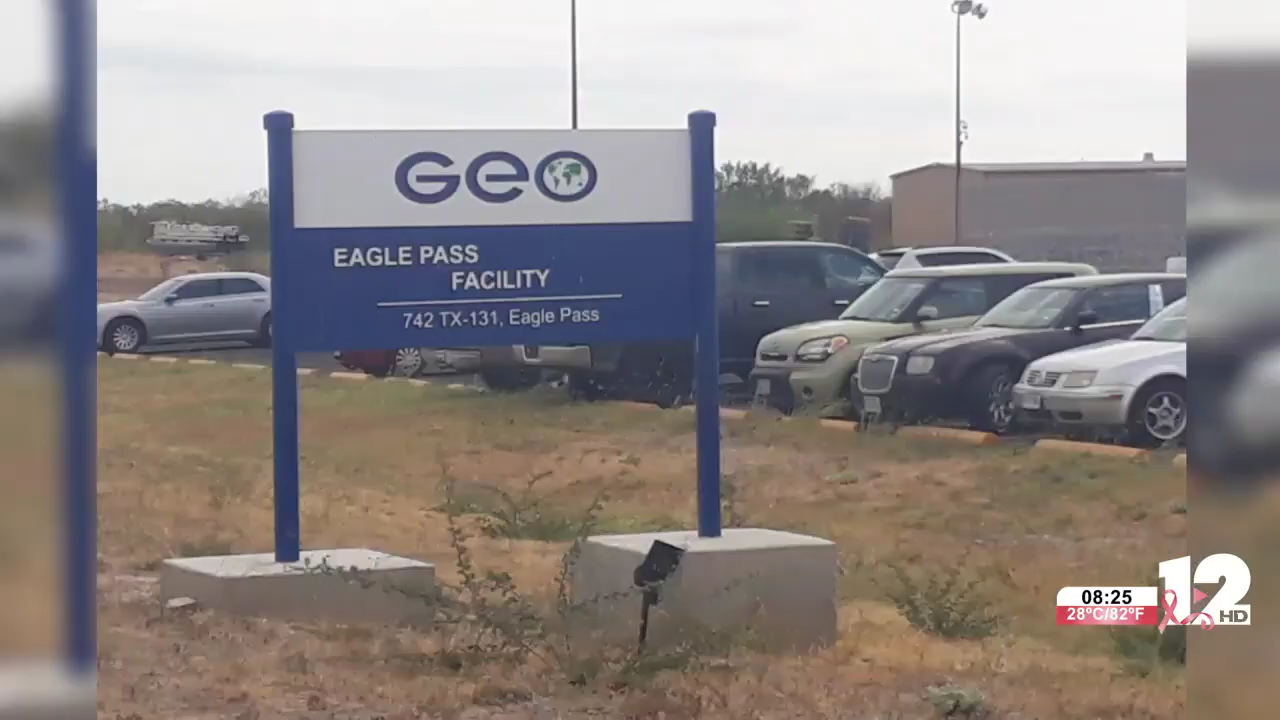 GEO
EAGLE PASS
FACILITY
742 TX-131, Eagle Pass
08:25
28°C/82°F
12
HD